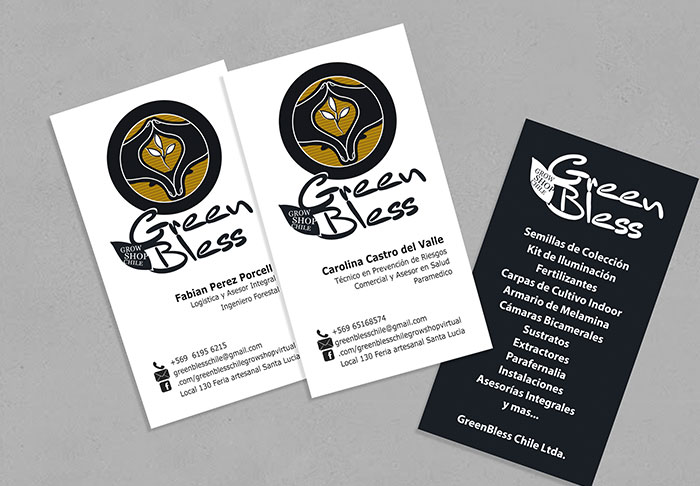 Green
Bless
GROW
SHOP
CHILE
Fabian Perez Porcell
Logística y Asesor Integral
Ingeniero Forestal
+569 6195 6215
greenblesschile@gmail.com
.com/greenblesschilegrowshopvirtual
Local 130 Feria artesanal Santa Lucia
Green
Bless
GROW
SHOP
CHILE
Carolina Castro del Valle
Técnico en Prevención de Riesgos
Comercial y Asesor en Salud
Paramedico
+569 65168574
greenblesschile@gmail.com
.com/greenblesschilegrowshopvirtual
Local 130 Feria artesanal Santa Lucia
Green
Bless
GROW
SHOP
CHILE
Semillas de Colección
Kit de Iluminación
Fertilizantes
Carpas de Cultivo Indoor
Armario de Melamina
Cámaras Bicamerales
Sustratos
Extractores
Parafernalia
Instalaciones
Asesorías Integrales
y mas...
GreenBless Chile Ltda.